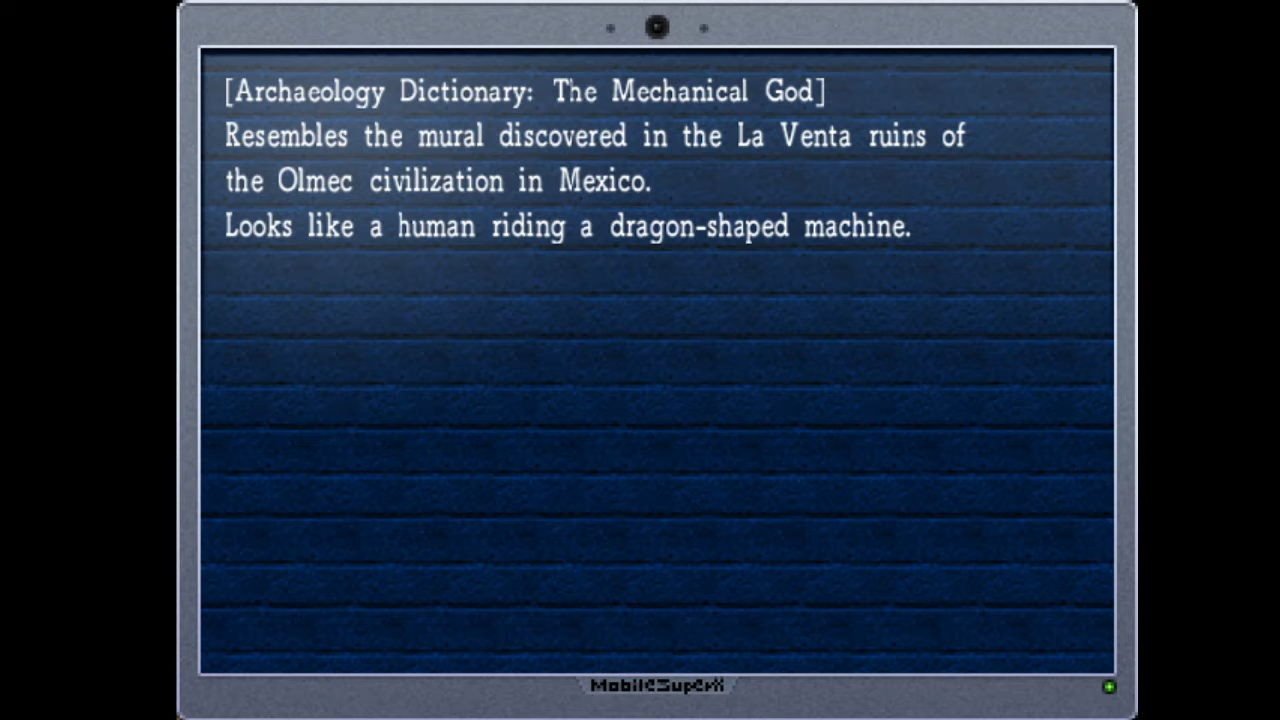 [Archaeology Dictionary: The Mechanical God]
Resembles the mural discovered in the La Venta ruins of
the Olmec civilization in Mexico.
Looks like a human riding a dragon-shaped machine.
MobileSuperX